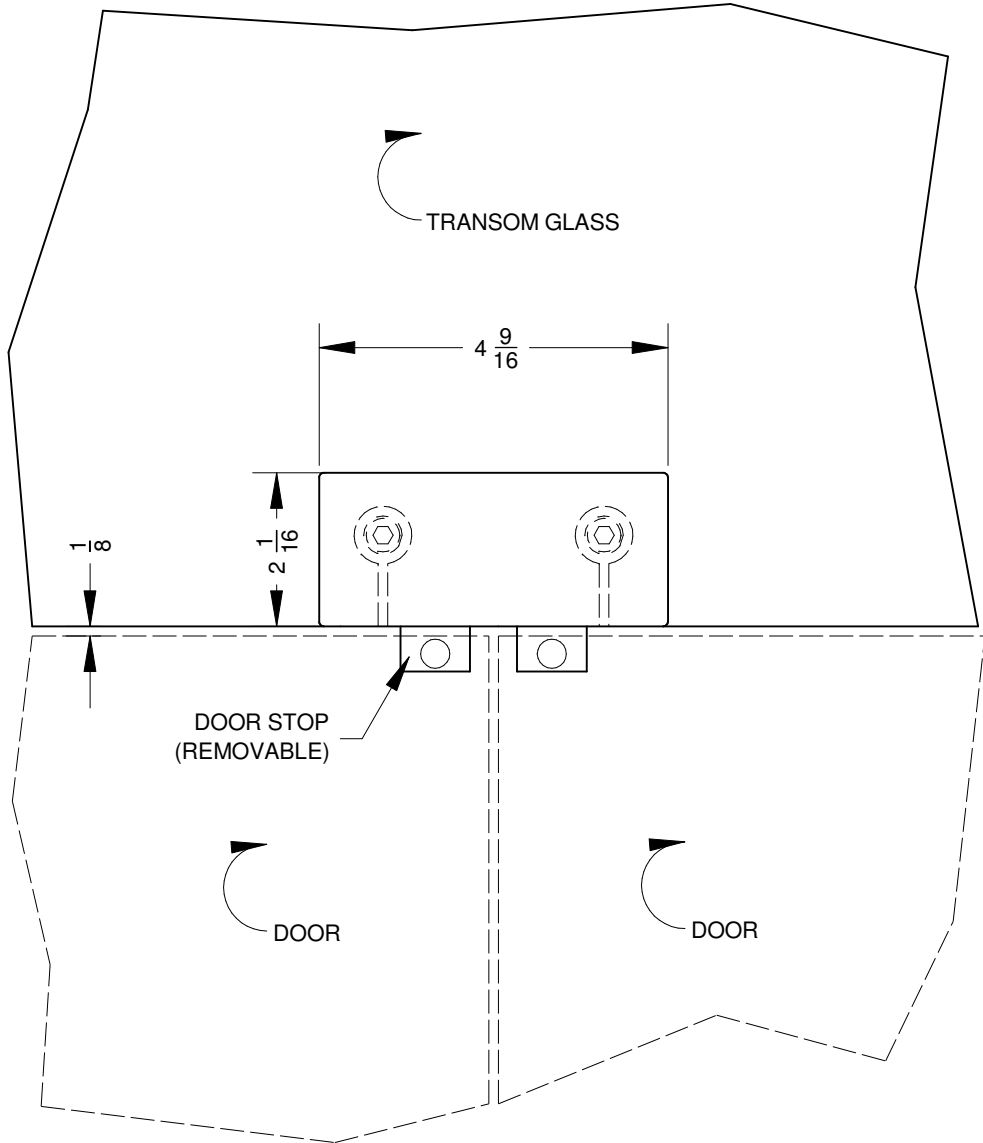 TRANSOM GLASS
4 9/16
2 1/16
1/8
DOOR STOP
(REMOVABLE)
DOOR
DOOR